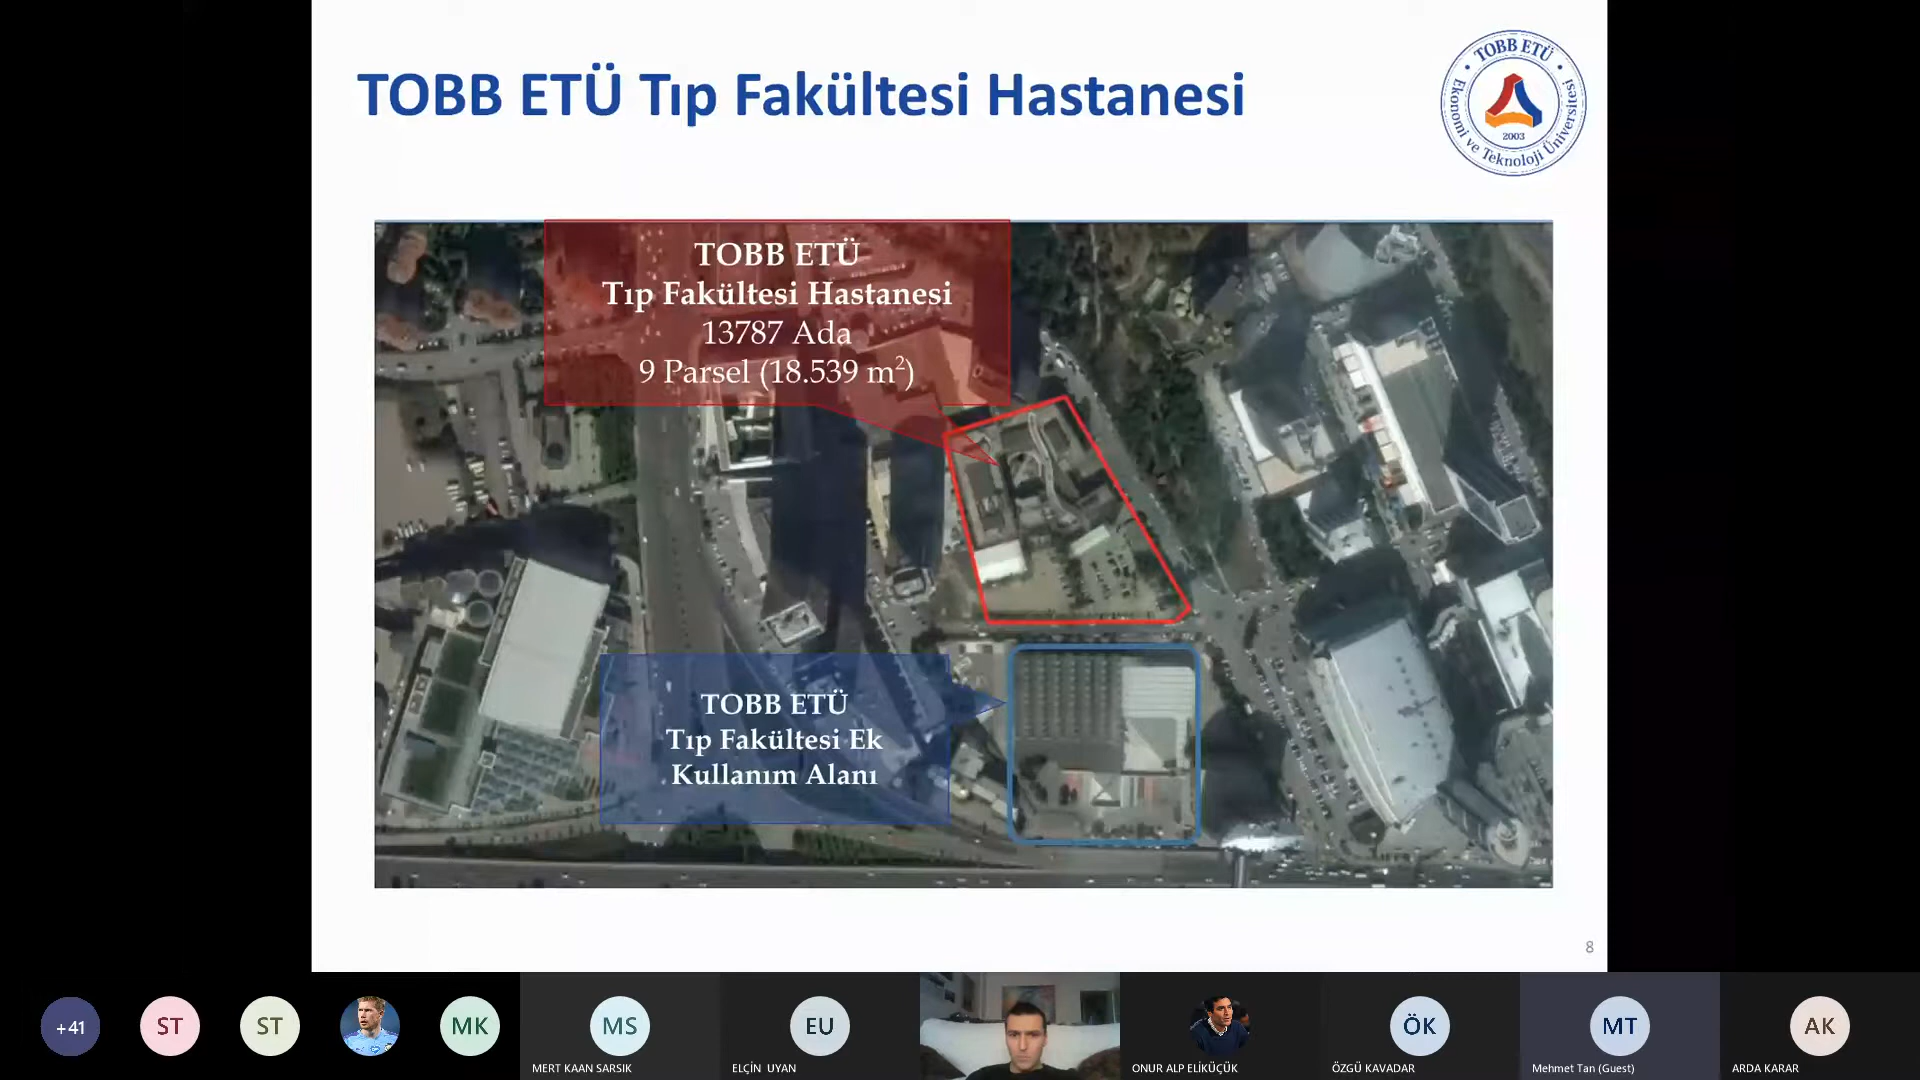 TOBB ETÜ Tıp Fakültesi Hastanesi
TOBB ETÜ
Ekonomi ve Teknoloji Üniversitesi
2003
TOBB ETÜ
Tıp Fakültesi Hastanesi
13787 Ada
9 Parsel (18.539 m²)
TOBB ETÜ
Tıp Fakültesi Ek
Kullanım Alanı
8
+41
ST
ST
MK
MS
EU
ÖK
MT
AK
MERT KAAN SARSIK
ELÇİN UYAN
ONUR ALP ELİKÜÇÜK
ÖZGÜ KAVADAR
Mehmet Tan (Guest)
ARDA KARAR